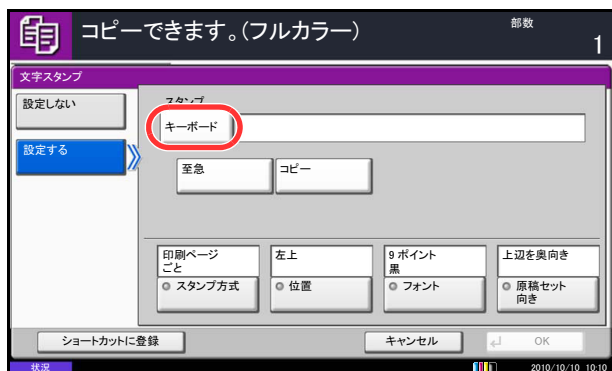 コピーできます。(フルカラー)
部数
1
文字スタンプ
設定しない
スタンプ
キーボード
設定する
至急
コピー
印刷ページ
ごと
左上
9 ポイント
黒
上辺を奥向き
スタンプ方式
位置
フォント
原稿セット
向き
ショートカットに登録
キャンセル
OK
状況
2010/10/10 10:10